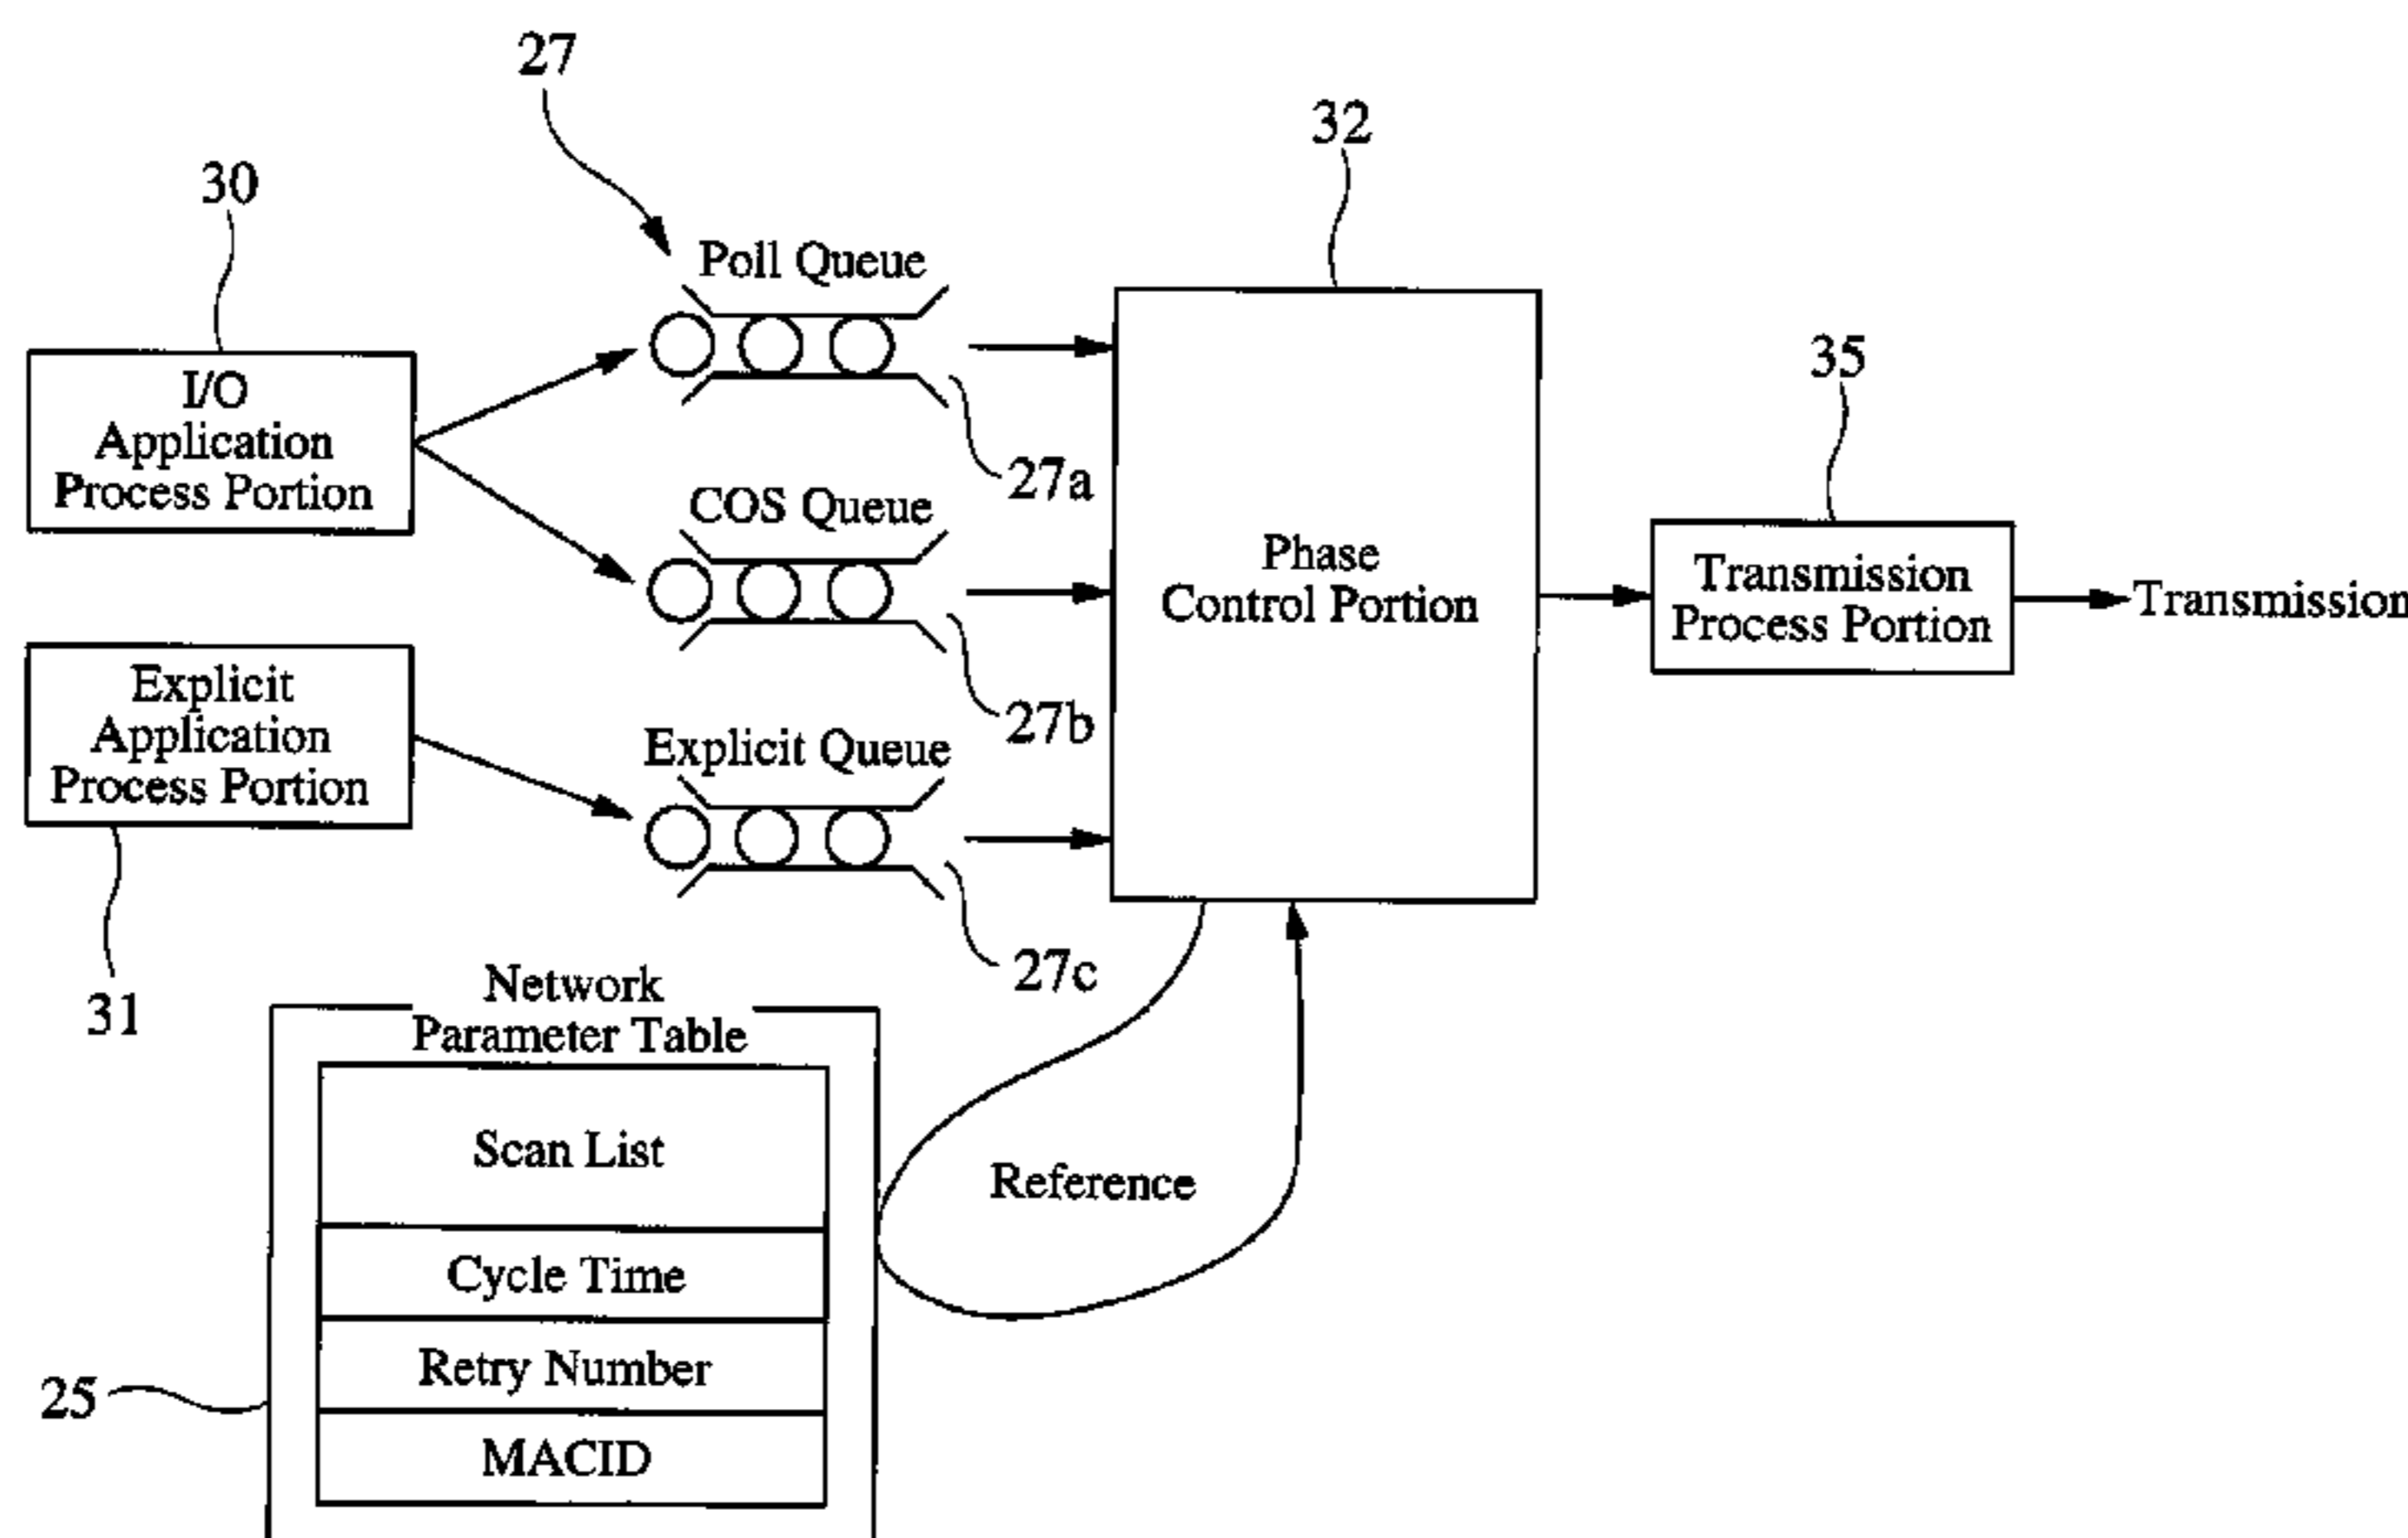 27
32
30
Poll Queue
35
I/O
Application
Process Portion
27a
COS Queue
Phase
Control Portion
Transmission
Process Portion
Transmission
Explicit
Application
Process Portion
27b
Explicit Queue
27c
31
Network
Parameter Table
Scan List
Reference
Cycle Time
Retry Number
25
MACID